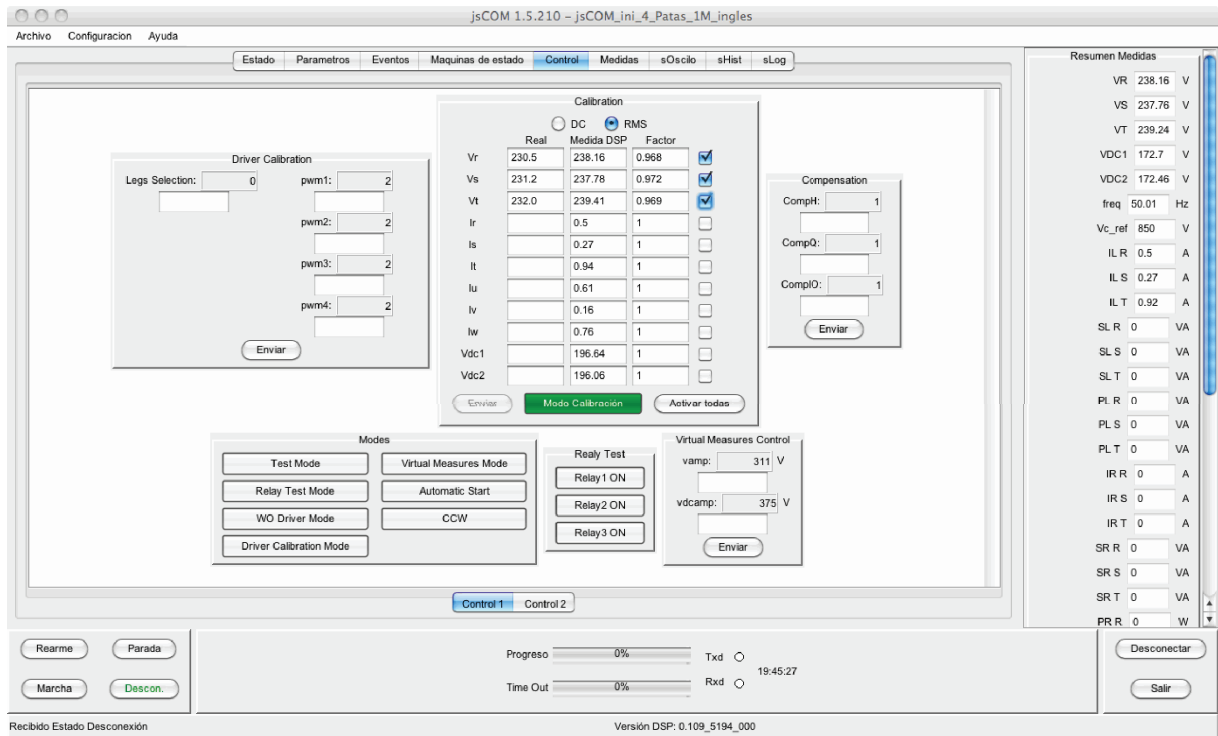 jsCOM 1.5.210 – jsCOM_ini_4_Patas_1M_ingles
Archivo Configuracion Ayuda
Estado Parametros Eventos Maquinas de estado Control Medidas sOscilo sHist sLog
Calibration
DC RMS
Real Medida DSP Factor
Vr 230.5 238.16 0.968
Vs 231.2 237.78 0.972
Vt 232.0 239.41 0.969
Ir 0.5 1
Is 0.27 1
It 0.94 1
Iu 0.61 1
Iv 0.16 1
Iw 0.76 1
Vdc1 196.64 1
Vdc2 196.06 1
Enviar Modo Calibración Activar todas
Driver Calibration
Legs Selection: 0 pwm1: 2
pwm2: 2
pwm3: 2
pwm4: 2
Enviar
Compensation
CompH: 1
CompQ: 1
CompIO: 1
Enviar
Modes
Test Mode Virtual Measures Mode
Relay Test Mode Automatic Start
WO Driver Mode CCW
Driver Calibration Mode
Realy Test
Relay1 ON
Relay2 ON
Relay3 ON
Virtual Measures Control
vamp: 311 V
vdcamp: 375 V
Enviar
Control 1 Control 2
Resumen Medidas
VR 238.16 V
VS 237.76 V
VT 239.24 V
VDC1 172.7 V
VDC2 172.46 V
freq 50.01 Hz
Vc_ref 850 V
IL R 0.5 A
IL S 0.27 A
IL T 0.92 A
SL R 0 VA
SL S 0 VA
SL T 0 VA
PL R 0 VA
PL S 0 VA
PL T 0 VA
IR R 0 A
IR S 0 A
IR T 0 A
SR R 0 VA
SR S 0 VA
SR T 0 VA
PR R 0 W
Rearme Parada
Marcha Descon.
Progreso 0% Txd
Time Out 0% Rxd
19:45:27
Desconectar
Salir
Recibido Estado Desconexión Versión DSP: 0.109_5194_000